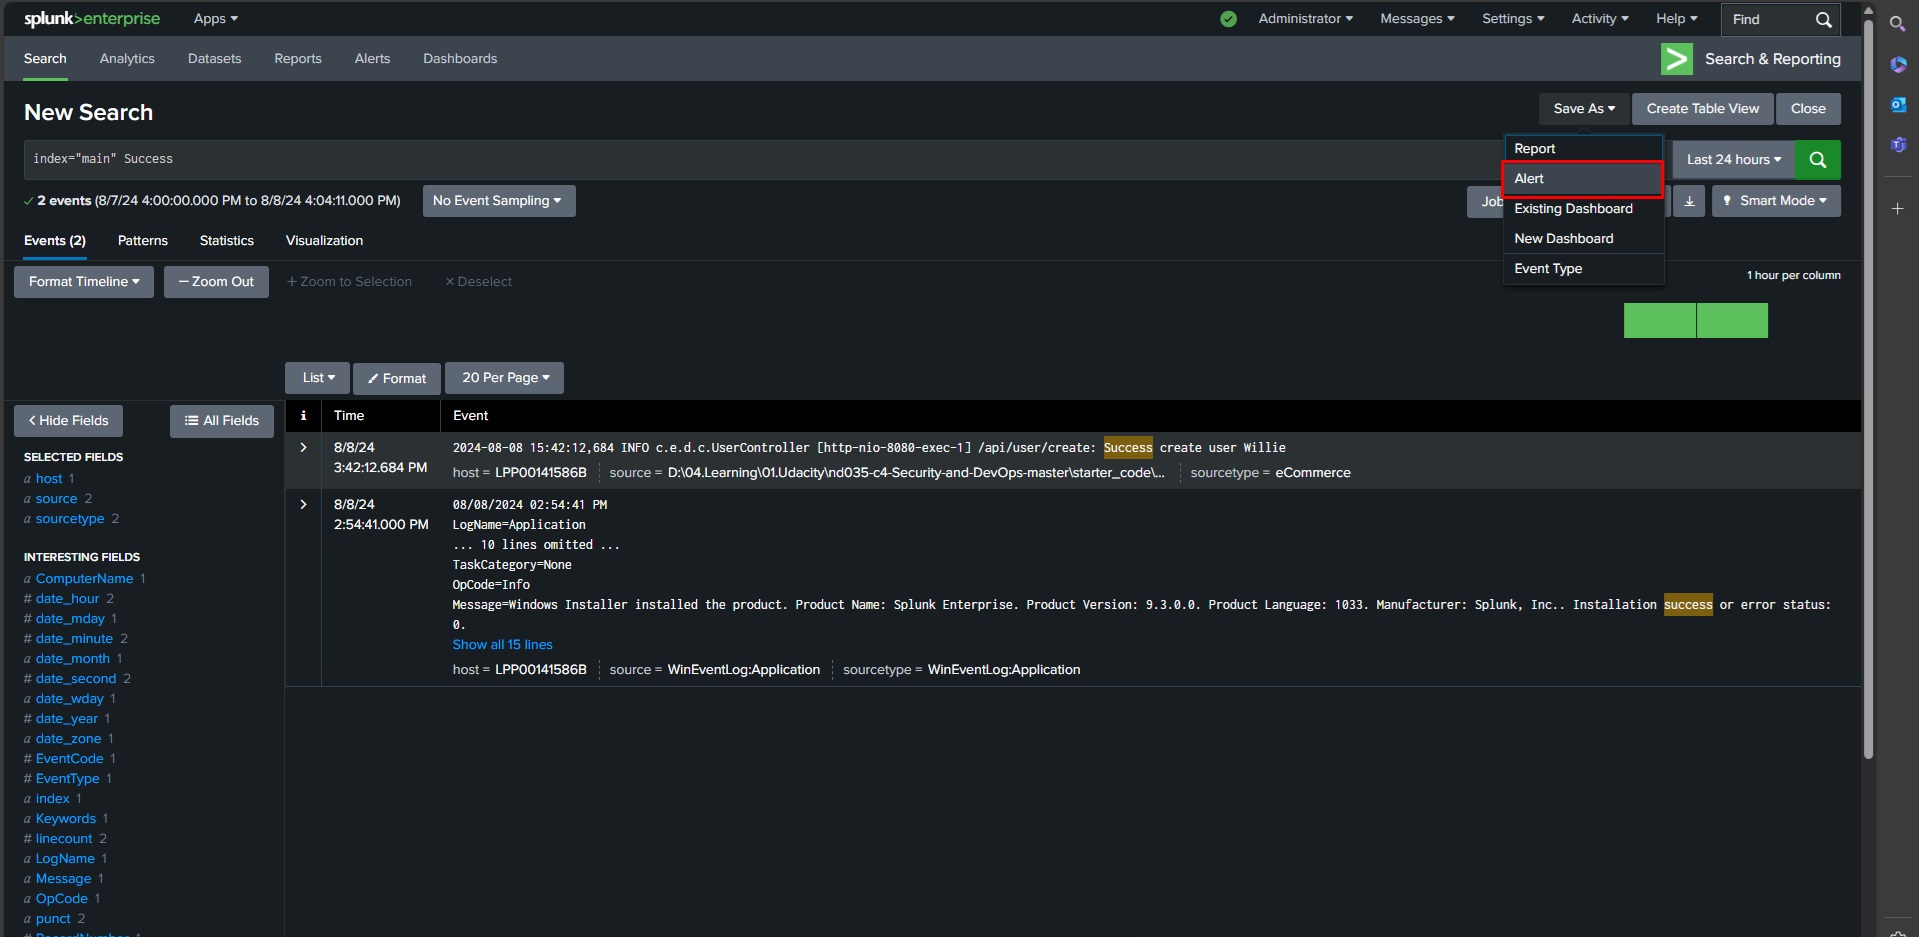 splunk>enterprise Apps Administrator Messages Settings Activity Help Find
Search Analytics Datasets Reports Alerts Dashboards Search & Reporting
New Search
Save As Create Table View Close
index="main" Success
Last 24 hours
Report
Alert
Existing Dashboard
New Dashboard
Event Type
2 events (8/7/24 4:00:00.000 PM to 8/8/24 4:04:11.000 PM) No Event Sampling Job Smart Mode
Events (2) Patterns Statistics Visualization
Format Timeline – Zoom Out + Zoom to Selection × Deselect 1 hour per column
List Format 20 Per Page
< Hide Fields All Fields
SELECTED FIELDS
a host 1
a source 2
a sourcetype 2
INTERESTING FIELDS
a ComputerName 1
# date_hour 2
# date_mday 1
# date_minute 2
a date_month 1
# date_second 2
a date_wday 1
# date_year 1
a date_zone 1
# EventCode 1
# EventType 1
a index 1
a Keywords 1
# linecount 2
a LogName 1
a Message 1
a OpCode 1
a punct 2
i Time Event
8/8/24
3:42:12.684 PM
2024-08-08 15:42:12,684 INFO c.e.d.c.UserController [http-nio-8080-exec-1] /api/user/create: Success create user Willie
host = LPP00141586B source = D:\04.Learning\01.Udacity\nd035-c4-Security-and-DevOps-master\starter_code\... sourcetype = eCommerce
8/8/24
2:54:41.000 PM
08/08/2024 02:54:41 PM
LogName=Application
... 10 lines omitted ...
TaskCategory=None
OpCode=Info
Message=Windows Installer installed the product. Product Name: Splunk Enterprise. Product Version: 9.3.0.0. Product Language: 1033. Manufacturer: Splunk, Inc.. Installation success or error status:
0.
Show all 15 lines
host = LPP00141586B source = WinEventLog:Application sourcetype = WinEventLog:Application